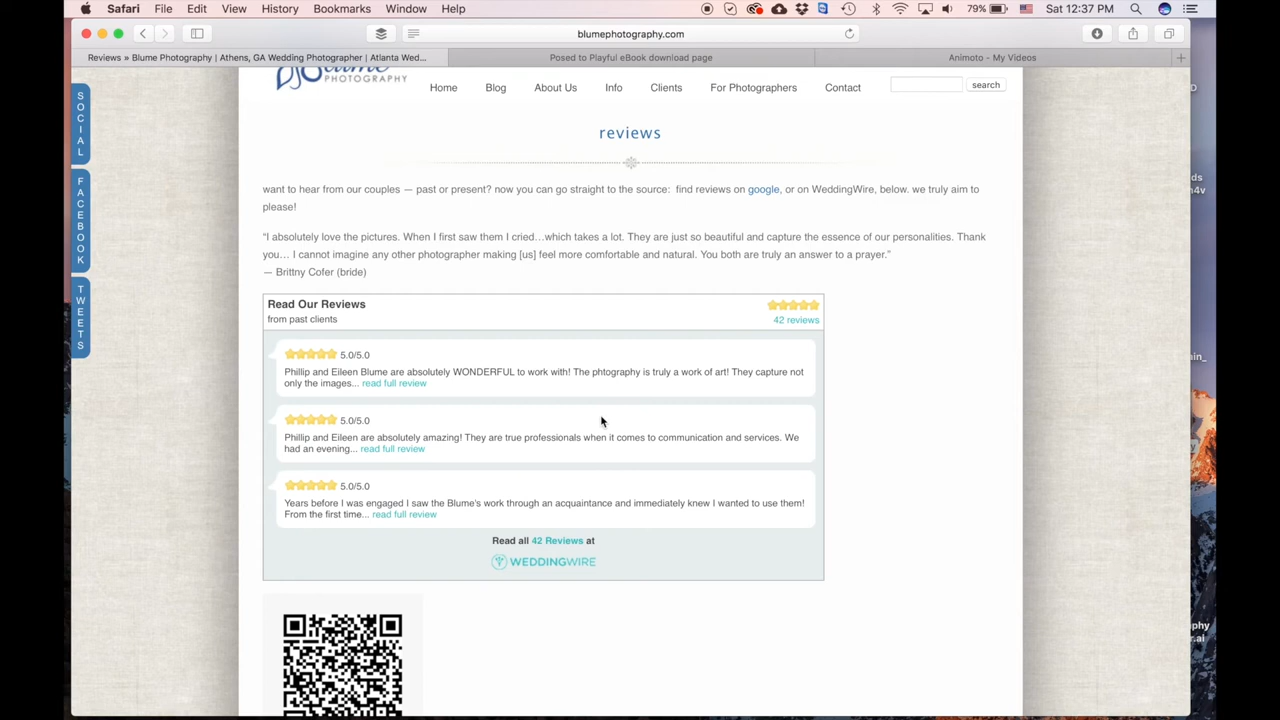 Safari File Edit View History Bookmarks Window Help 79% Sat 12:37 PM
blumephotography.com
Reviews » Blume Photography | Athens, GA Wedding Photographer | Atlanta Wed... Posed to Playful eBook download page Animoto - My Videos
PHOTOGRAPHY
Home Blog About Us Info Clients For Photographers Contact search
SOCIAL
FACEBOOK
TWEETS
reviews
want to hear from our couples — past or present? now you can go straight to the source: find reviews on google, or on WeddingWire, below. we truly aim to
please!
“I absolutely love the pictures. When I first saw them I cried…which takes a lot. They are just so beautiful and capture the essence of our personalities. Thank
you… I cannot imagine any other photographer making [us] feel more comfortable and natural. You both are truly an answer to a prayer.”
— Brittny Cofer (bride)
Read Our Reviews
from past clients
42 reviews
5.0/5.0
Phillip and Eileen Blume are absolutely WONDERFUL to work with! The phtography is truly a work of art! They capture not
only the images... read full review
5.0/5.0
Phillip and Eileen are absolutely amazing! They are true professionals when it comes to communication and services. We
had an evening... read full review
5.0/5.0
Years before I was engaged I saw the Blume's work through an acquaintance and immediately knew I wanted to use them!
From the first time... read full review
Read all 42 Reviews at
WEDDINGWIRE